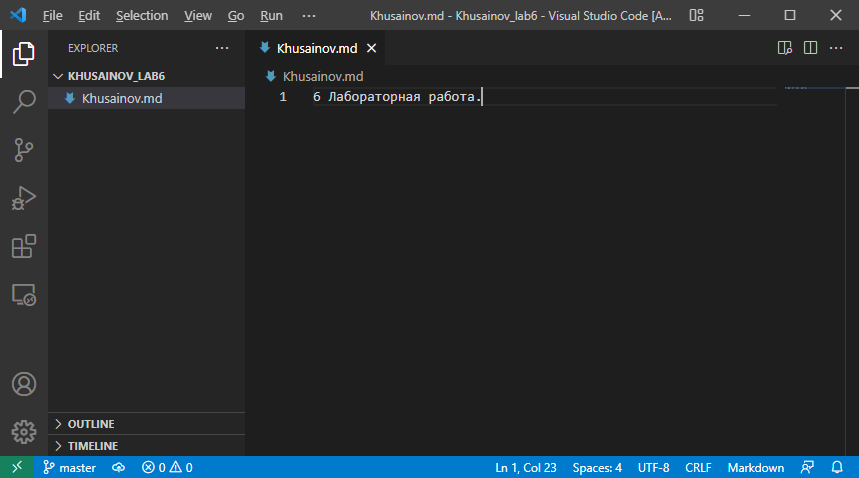 File Edit Selection View Go Run ··· Khusainov.md - Khusainov_lab6 - Visual Studio Code [A...
EXPLORER ···
KHUSAINOV_LAB6
Khusainov.md
OUTLINE
TIMELINE
Khusainov.md
···
Khusainov.md
1 6 Лабораторная работа.
master 0 0 Ln 1, Col 23 Spaces: 4 UTF-8 CRLF Markdown